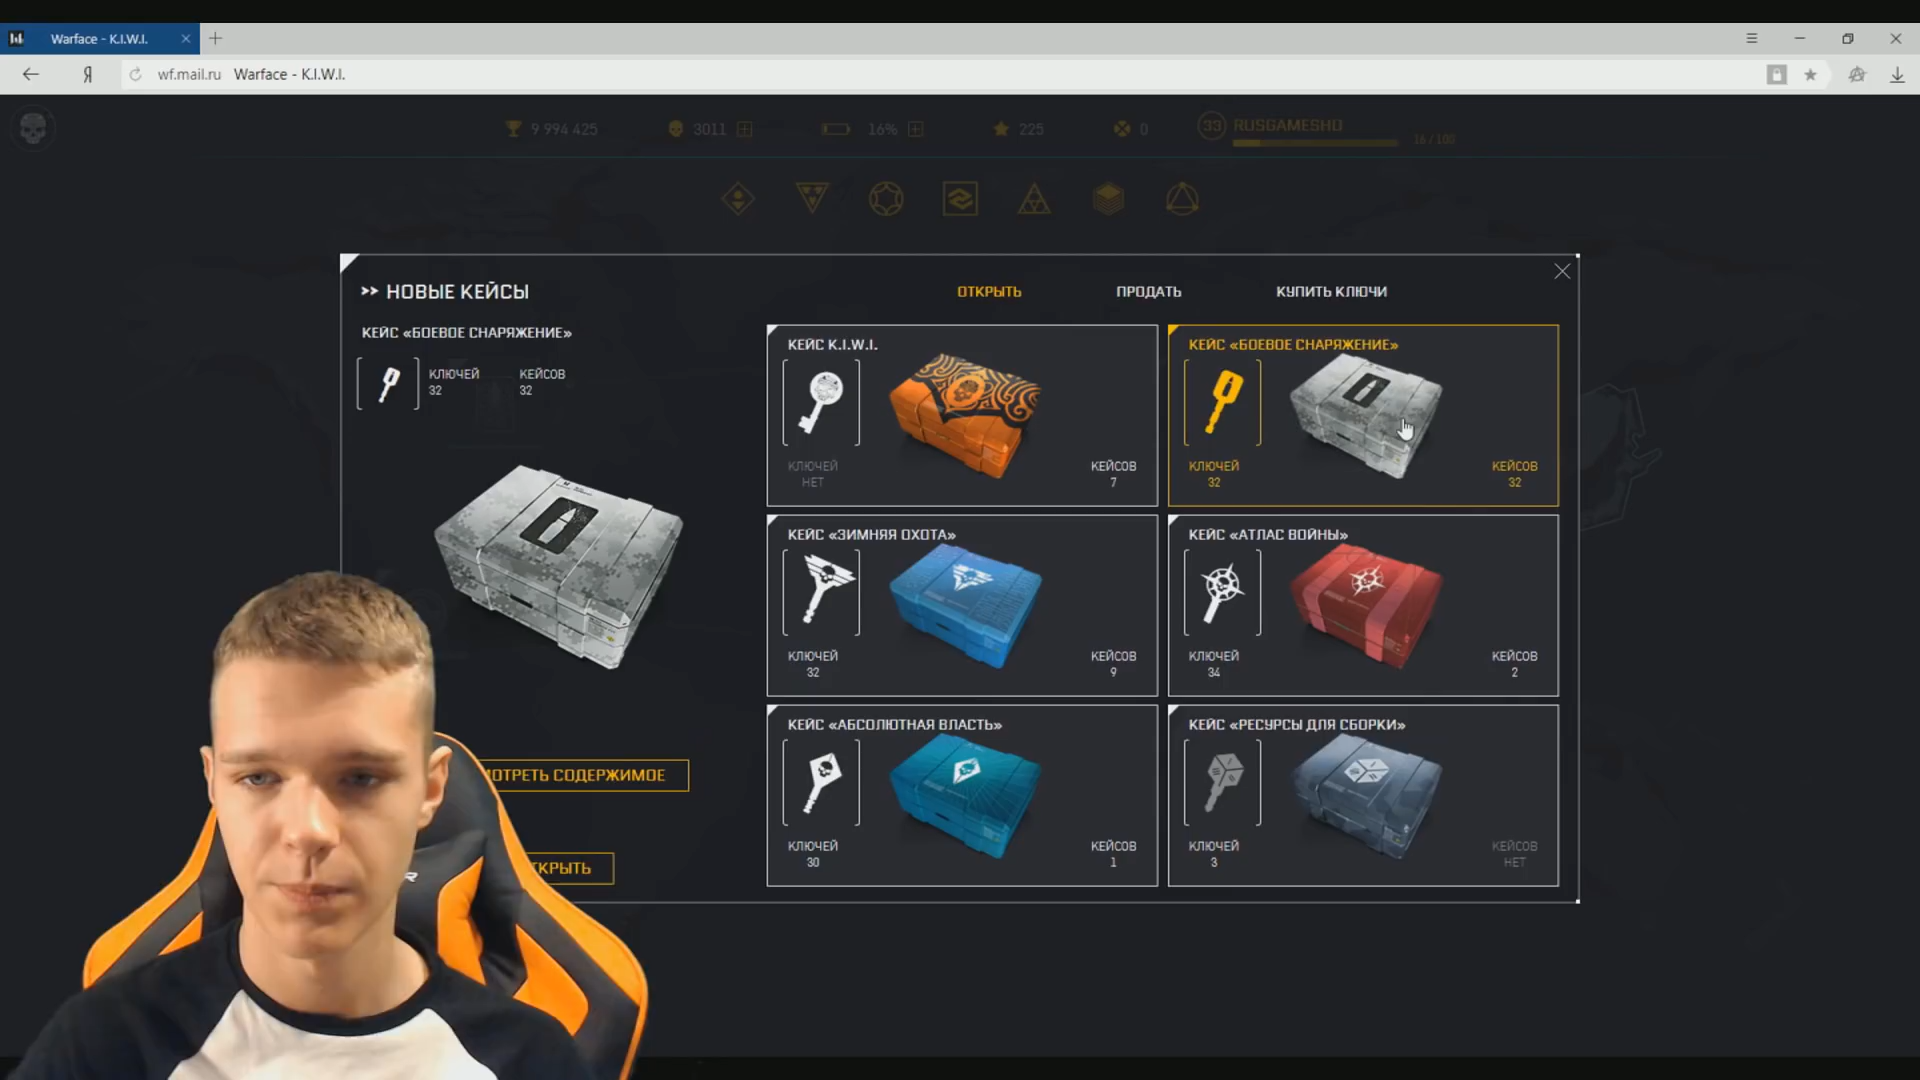 Warface - K.I.W.I.
wf.mail.ru Warface - K.I.W.I.
9 994 425
3011
16%
225
0
33 RUSGAMESHD
16 / 100
>> НОВЫЕ КЕЙСЫ
ОТКРЫТЬ ПРОДАТЬ КУПИТЬ КЛЮЧИ
КЕЙС «БОЕВОЕ СНАРЯЖЕНИЕ»
КЛЮЧЕЙ КЕЙСОВ
32 32
ОТРЕТЬ СОДЕРЖИМОЕ
КРЫТЬ
КЕЙС K.I.W.I.
КЛЮЧЕЙ КЕЙСОВ
НЕТ 7
КЕЙС «БОЕВОЕ СНАРЯЖЕНИЕ»
КЛЮЧЕЙ КЕЙСОВ
32 32
КЕЙС «ЗИМНЯЯ ОХОТА»
КЛЮЧЕЙ КЕЙСОВ
32 9
КЕЙС «АТЛАС ВОЙНЫ»
КЛЮЧЕЙ КЕЙСОВ
34 2
КЕЙС «АБСОЛЮТНАЯ ВЛАСТЬ»
КЛЮЧЕЙ КЕЙСОВ
30 1
КЕЙС «РЕСУРСЫ ДЛЯ СБОРКИ»
КЛЮЧЕЙ КЕЙСОВ
3 НЕТ